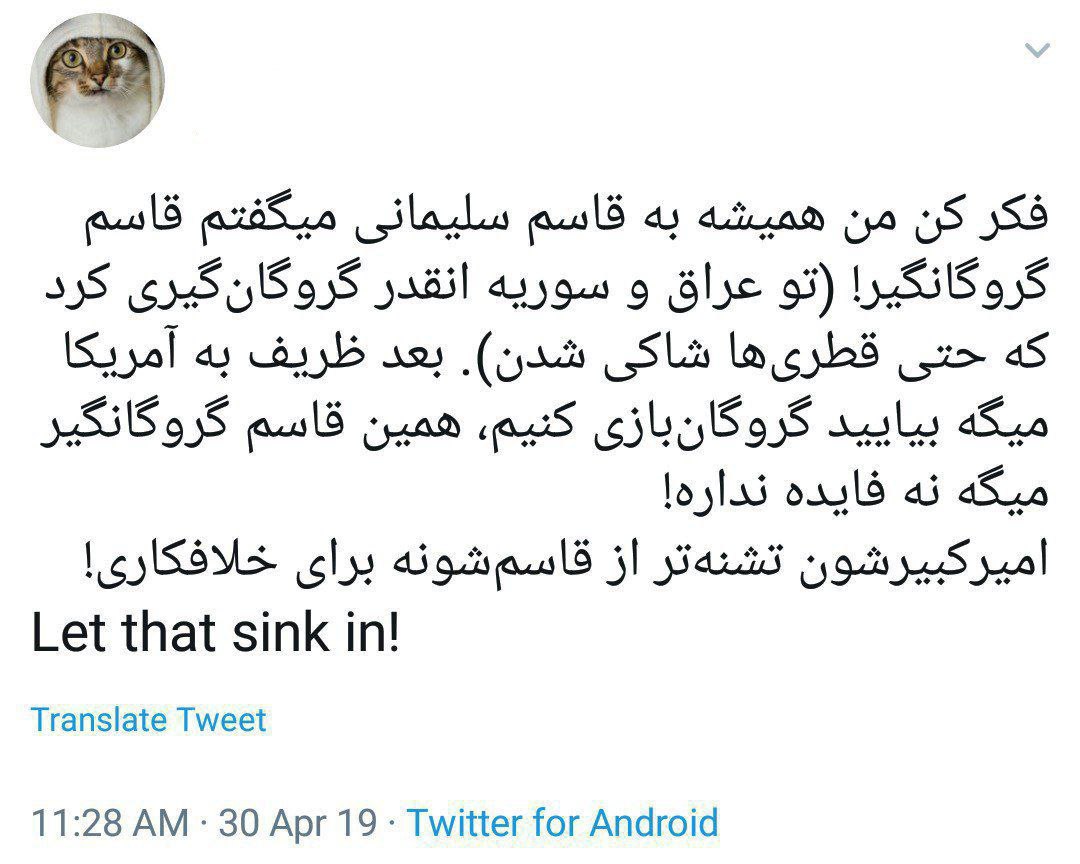 فکر کن من همیشه به قاسم سلیمانی میگفتم قاسم
گروگانگیر! (تو عراق و سوریه انقدر گروگان‌گیری کرد
که حتی قطری‌ها شاکی شدن). بعد ظریف به آمریکا
میگه بیایید گروگان‌بازی کنیم، همین قاسم گروگانگیر
میگه نه فایده نداره!
امیرکبیرشون تشنه‌تر از قاسم‌شونه برای خلافکاری!
Let that sink in!
Translate Tweet
11:28 AM · 30 Apr 19 · Twitter for Android